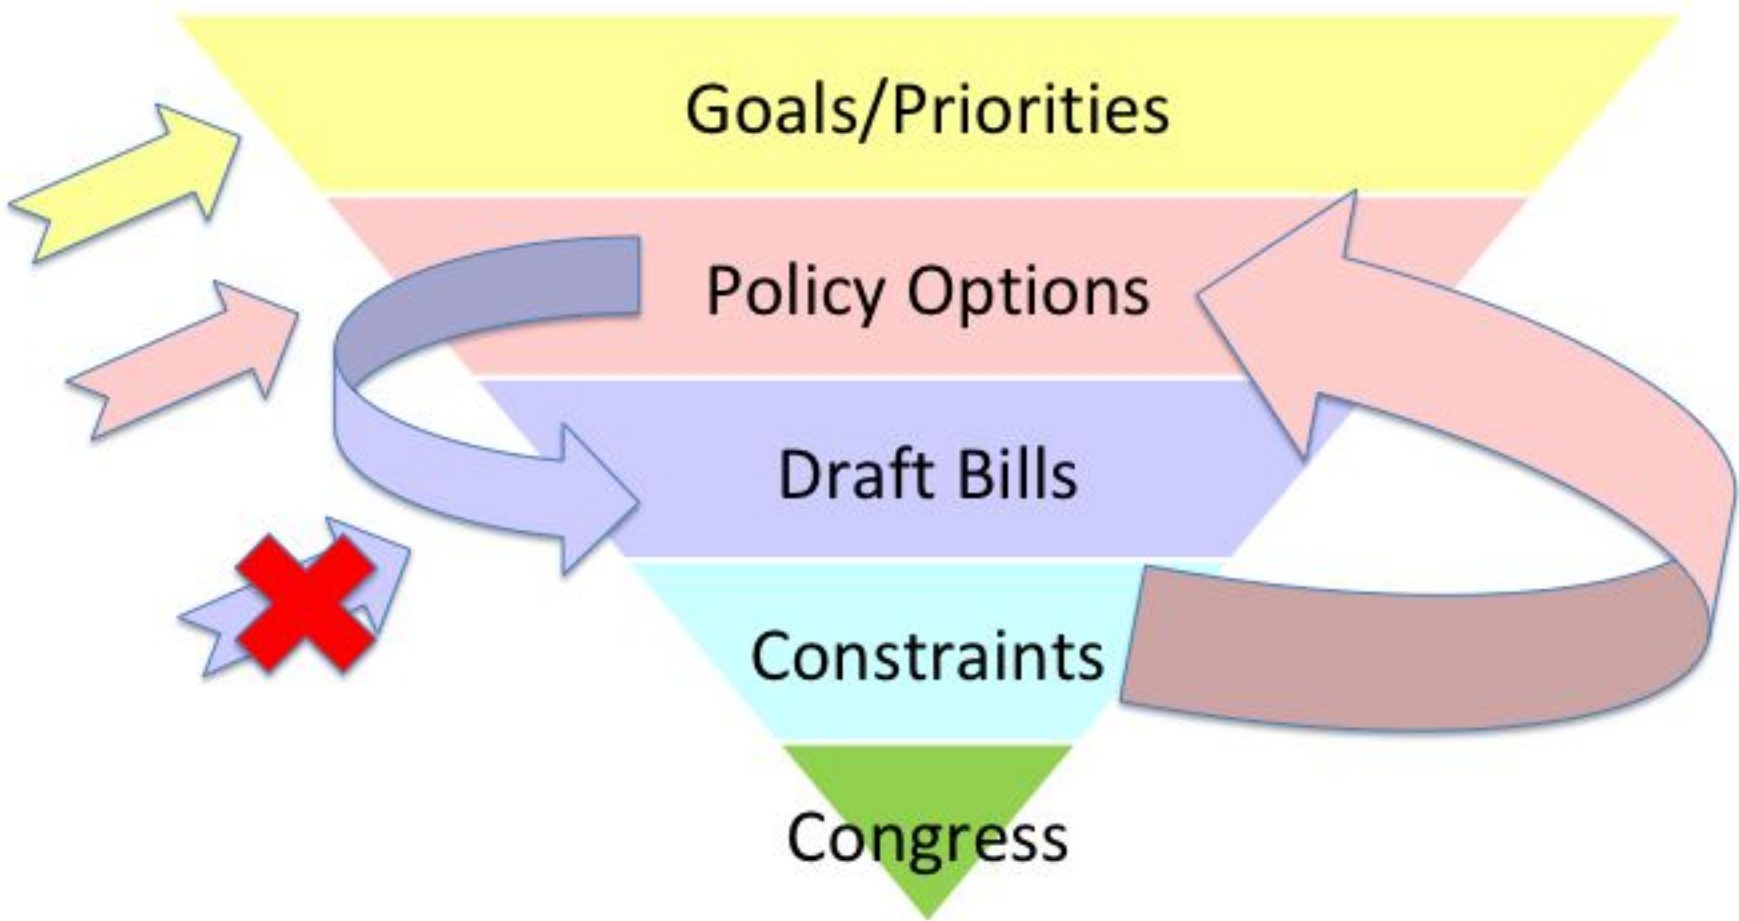 Goals/Priorities
Policy Options
Draft Bills
Constraints
Congress